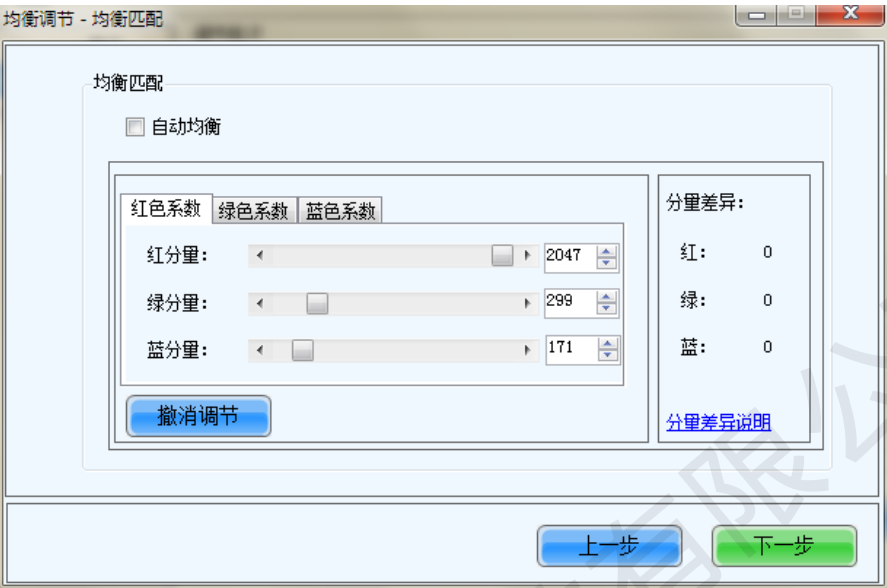 均衡调节 - 均衡匹配
均衡匹配
自动均衡
红色系数 绿色系数 蓝色系数
红分量: 2047
绿分量: 299
蓝分量: 171
撤消调节
分量差异:
红: 0
绿: 0
蓝: 0
分量差异说明
上一步 下一步
有限公